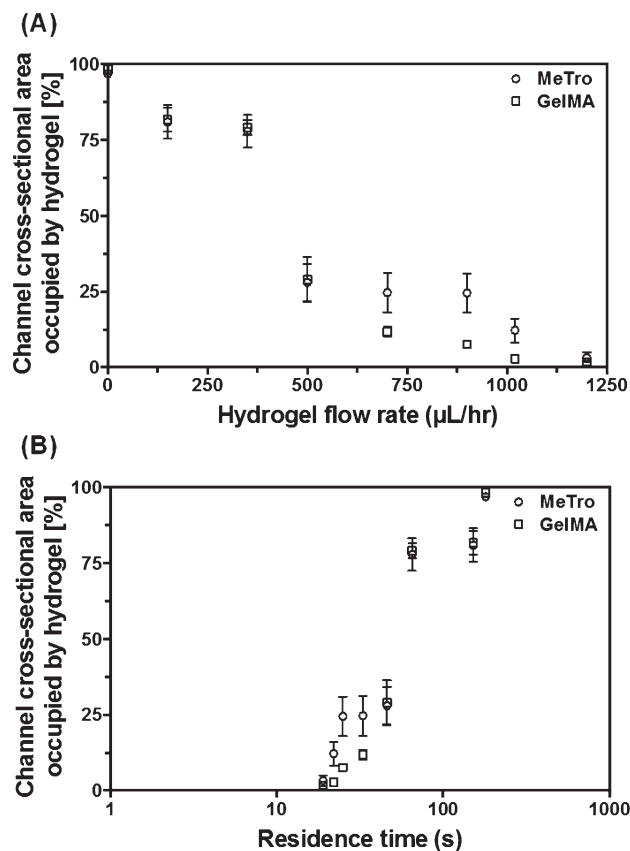 (A)
Channel cross-sectional area
occupied by hydrogel [%]
100
75
50
25
0
MeTro
GelMA
0
250
500
750
1000
1250
Hydrogel flow rate (µL/hr)
(B)
Channel cross-sectional area
occupied by hydrogel [%]
100
75
50
25
0
MeTro
GelMA
1
10
100
1000
Residence time (s)